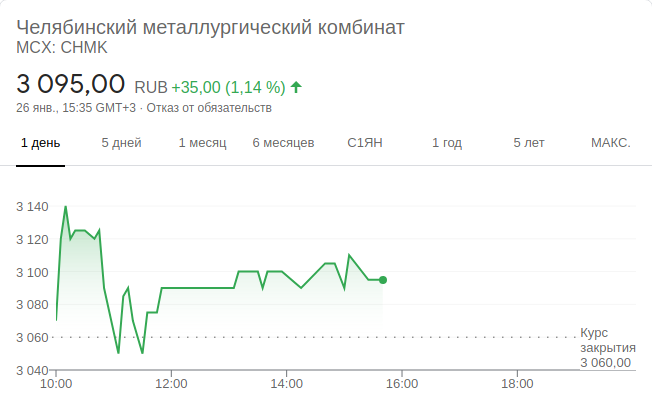 Челябинский металлургический комбинат
MCX: CHMK
3 095,00 RUB +35,00 (1,14 %)
26 янв., 15:35 GMT+3 · Отказ от обязательств
1 день 5 дней 1 месяц 6 месяцев С1ЯН 1 год 5 лет МАКС.
3 140
3 120
3 100
3 080
3 060
3 040
Курс
закрытия
3 060,00
10:00 12:00 14:00 16:00 18:00